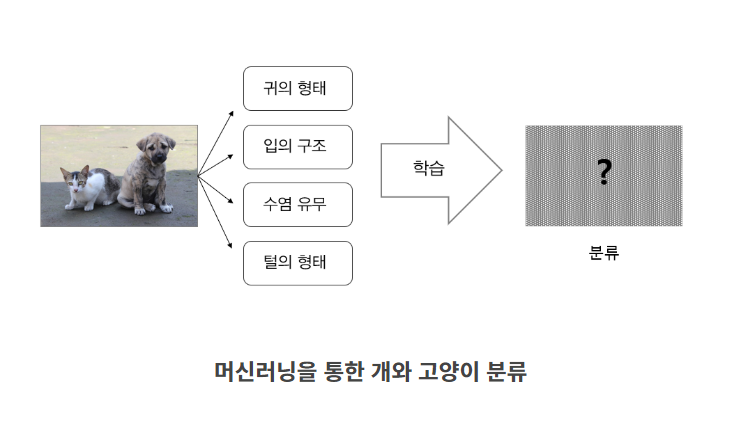 귀의 형태
입의 구조
수염 유무
털의 형태
학습
?
분류
머신러닝을 통한 개와 고양이 분류